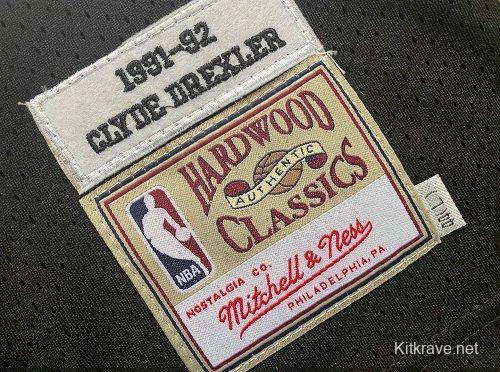 1991-92
CLYDE DREXLER
HARDWOOD
AUTHENTIC
CLASSICS
NBA
NOSTALGIA CO.
Mitchell & Ness
PHILADELPHIA, PA.
Kitkrave.net